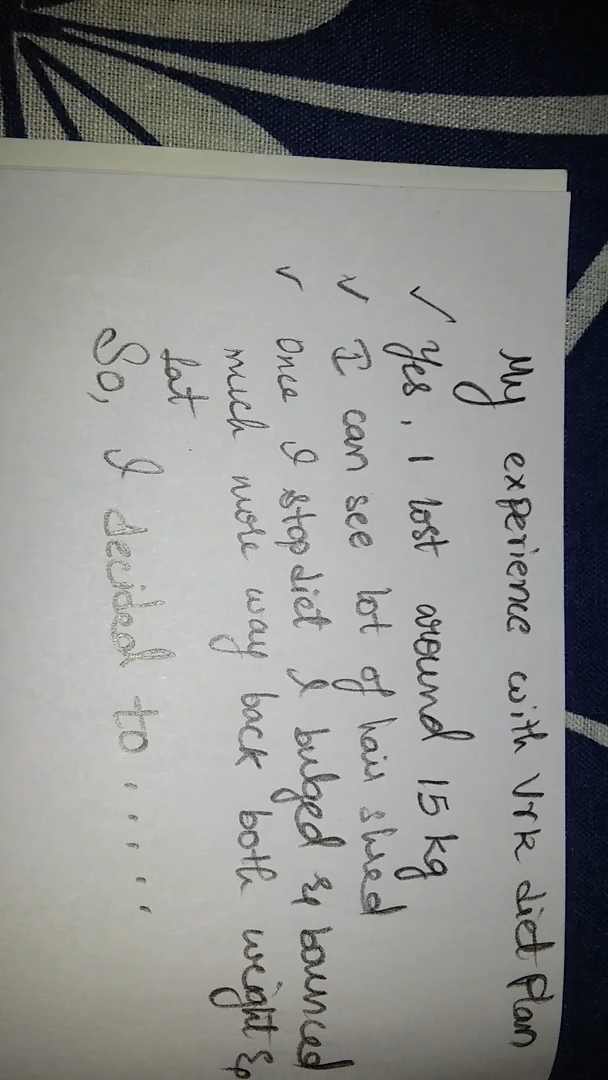 My experience with Vrk diet plan
✓ Yes, I lost around 15 kg
✓ I can see lot of hair shred
✓ Once I stop diet I bulged & bounced
much more way back both weight &
fat
So, I decided to .....